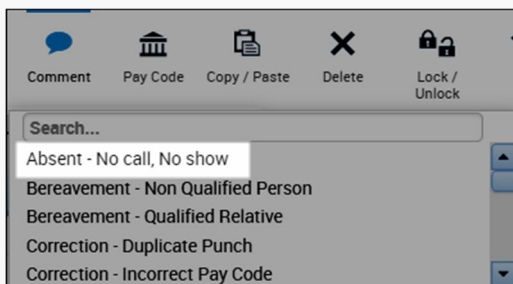 Comment Pay Code Copy / Paste Delete Lock /
Unlock
Search...
Absent - No call, No show
Bereavement - Non Qualified Person
Bereavement - Qualified Relative
Correction - Duplicate Punch
Correction - Incorrect Pay Code